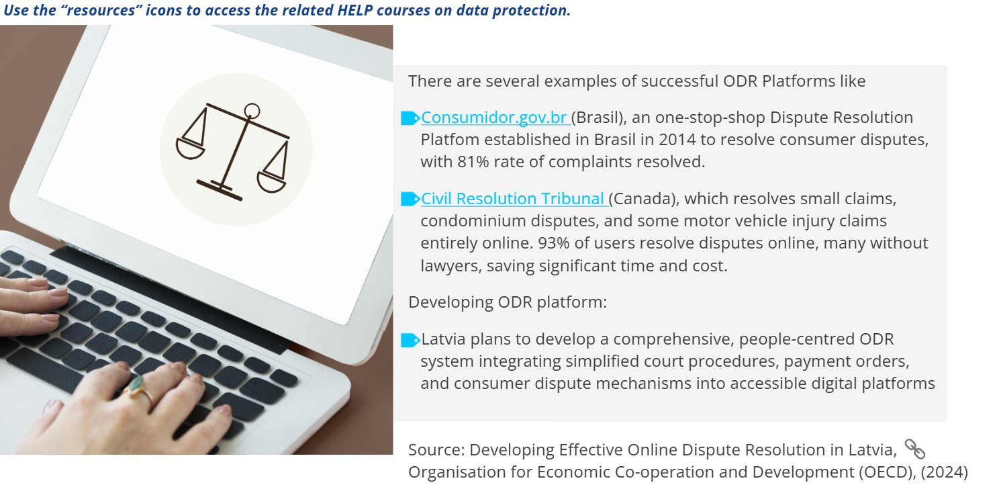 Use the “resources” icons to access the related HELP courses on data protection.
There are several examples of successful ODR Platforms like
Consumidor.gov.br (Brasil), an one-stop-shop Dispute Resolution
Platfom established in Brasil in 2014 to resolve consumer disputes,
with 81% rate of complaints resolved.
Civil Resolution Tribunal (Canada), which resolves small claims,
condominium disputes, and some motor vehicle injury claims
entirely online. 93% of users resolve disputes online, many without
lawyers, saving significant time and cost.
Developing ODR platform:
Latvia plans to develop a comprehensive, people-centred ODR
system integrating simplified court procedures, payment orders,
and consumer dispute mechanisms into accessible digital platforms
Source: Developing Effective Online Dispute Resolution in Latvia,
Organisation for Economic Co-operation and Development (OECD), (2024)